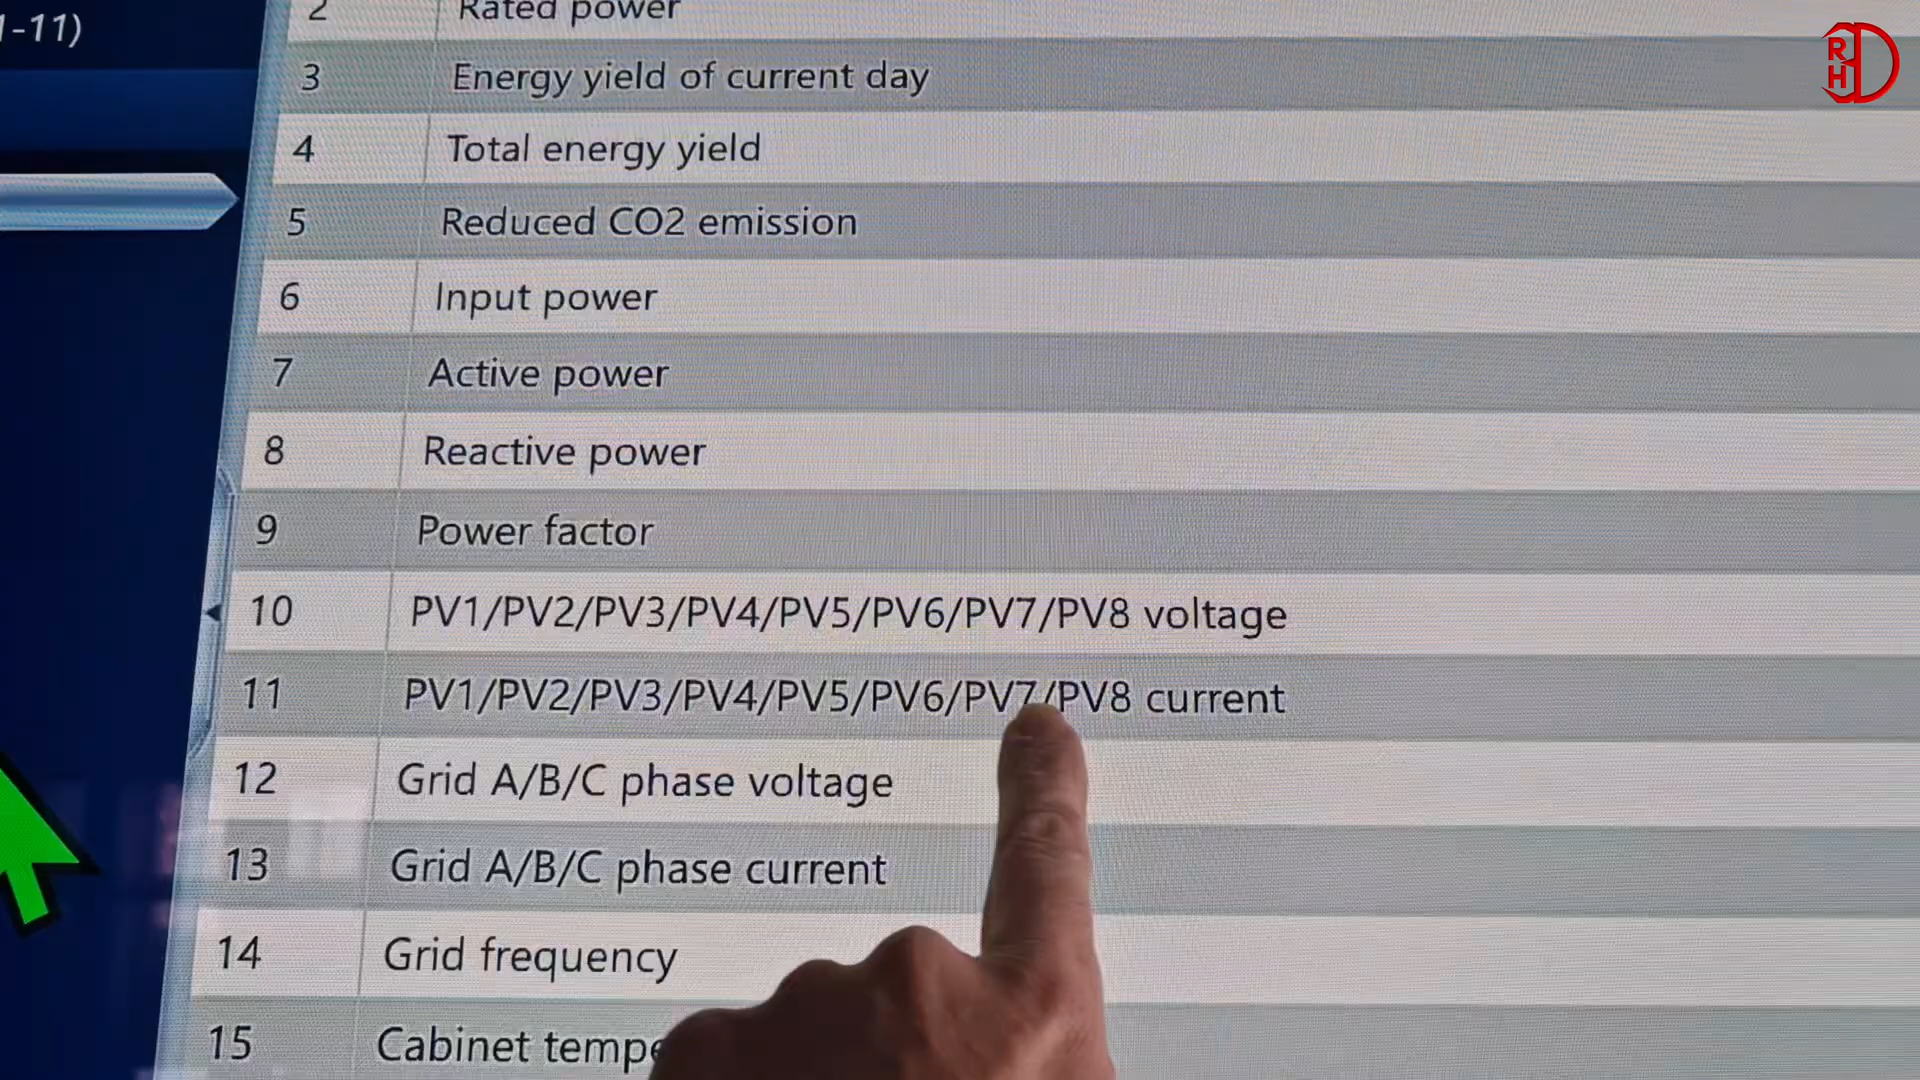 1-11)
2 Rated power
3 Energy yield of current day
4 Total energy yield
5 Reduced CO2 emission
6 Input power
7 Active power
8 Reactive power
9 Power factor
10 PV1/PV2/PV3/PV4/PV5/PV6/PV7/PV8 voltage
11 PV1/PV2/PV3/PV4/PV5/PV6/PV7/PV8 current
12 Grid A/B/C phase voltage
13 Grid A/B/C phase current
14 Grid frequency
15 Cabinet tempe
RHD